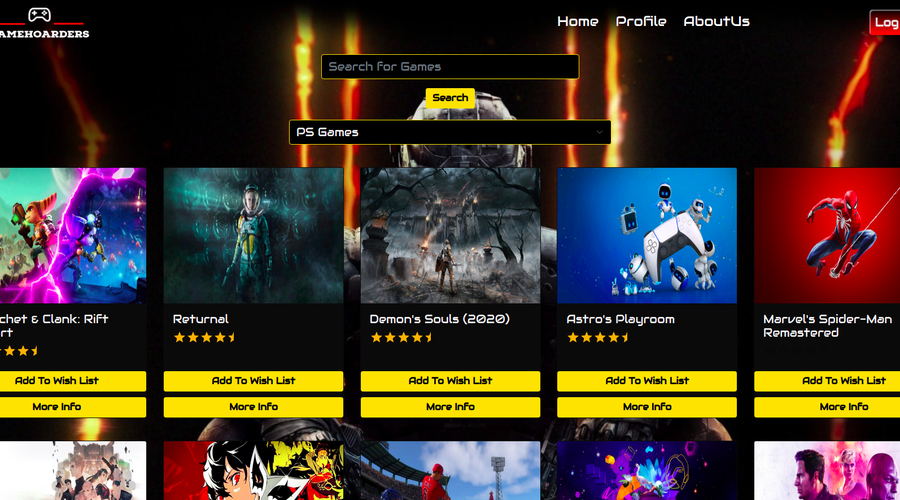 Home Profile AboutUs
Log
AMEHOARDERS
Search for Games
Search
PS Games
chet & Clank: Rift
rt
Add To Wish List
More Info
Returnal
Add To Wish List
More Info
Demon's Souls (2020)
Add To Wish List
More Info
Astro's Playroom
Add To Wish List
More Info
Marvel's Spider-Man
Remastered
Add To Wish List
More Info